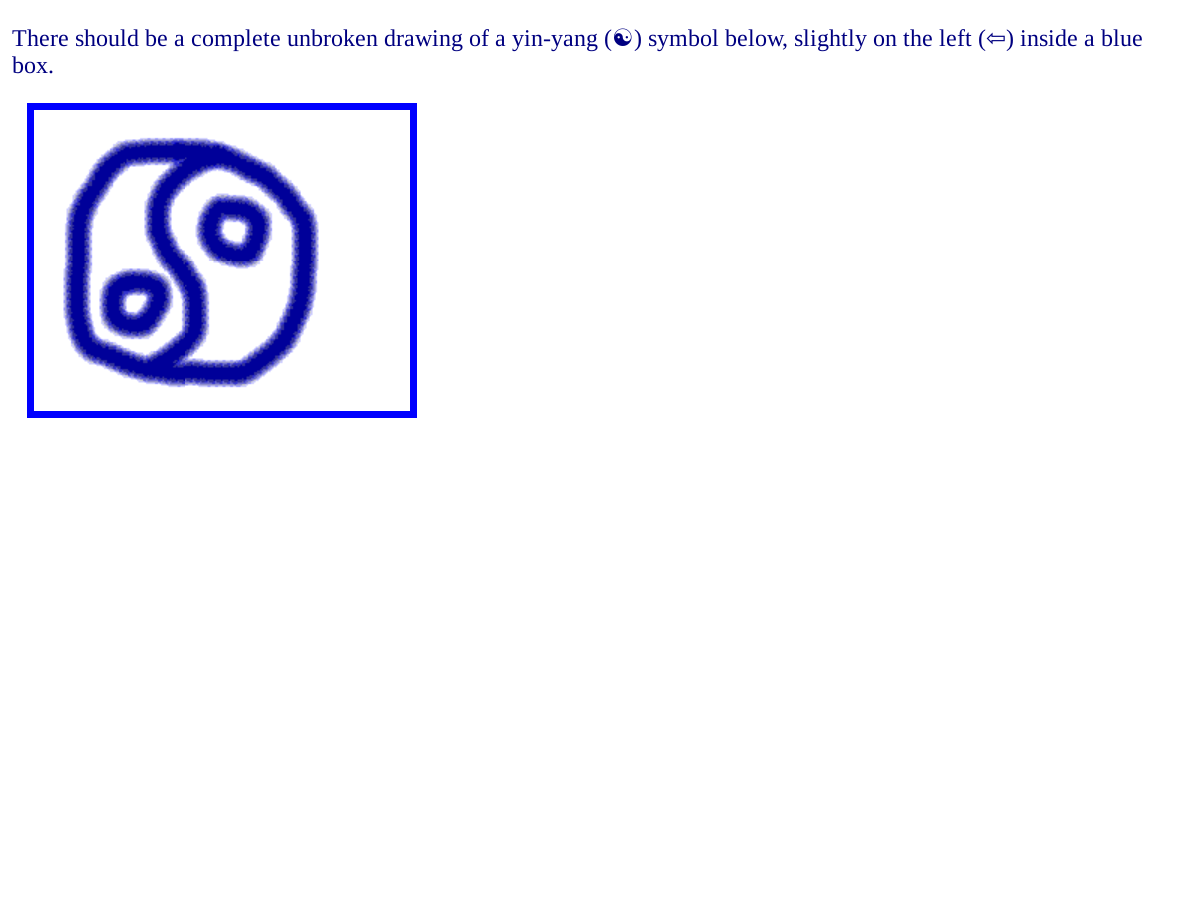 There should be a complete unbroken drawing of a yin-yang (☯) symbol below, slightly on the left (⇦) inside a blue
box.